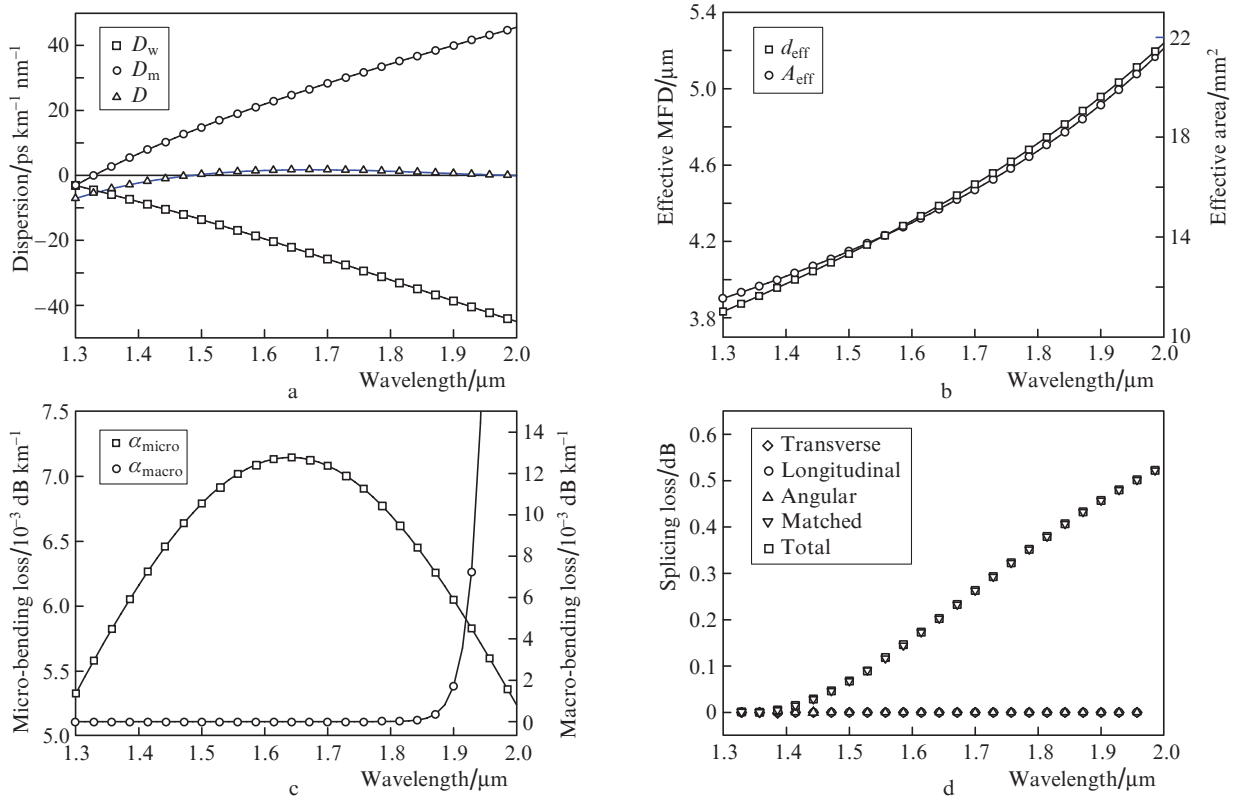 Dispersion/ps km⁻¹ nm⁻¹
40
20
0
−20
−40
D_w
D_m
D
1.3 1.4 1.5 1.6 1.7 1.8 1.9 2.0
Wavelength/μm
a
Effective MFD/μm
5.4
5.0
4.6
4.2
3.8
d_eff
A_eff
22
18
14
10
Effective area/mm²
1.3 1.4 1.5 1.6 1.7 1.8 1.9 2.0
Wavelength/μm
b
Micro-bending loss/10⁻³ dB km⁻¹
7.5
7.0
6.5
6.0
5.5
5.0
α_micro
α_macro
14
12
10
8
6
4
2
0
Macro-bending loss/10⁻³ dB km⁻¹
1.3 1.4 1.5 1.6 1.7 1.8 1.9 2.0
Wavelength/μm
c
Splicing loss/dB
0.6
0.5
0.4
0.3
0.2
0.1
0
Transverse
Longitudinal
Angular
Matched
Total
1.3 1.4 1.5 1.6 1.7 1.8 1.9 2.0
Wavelength/μm
d